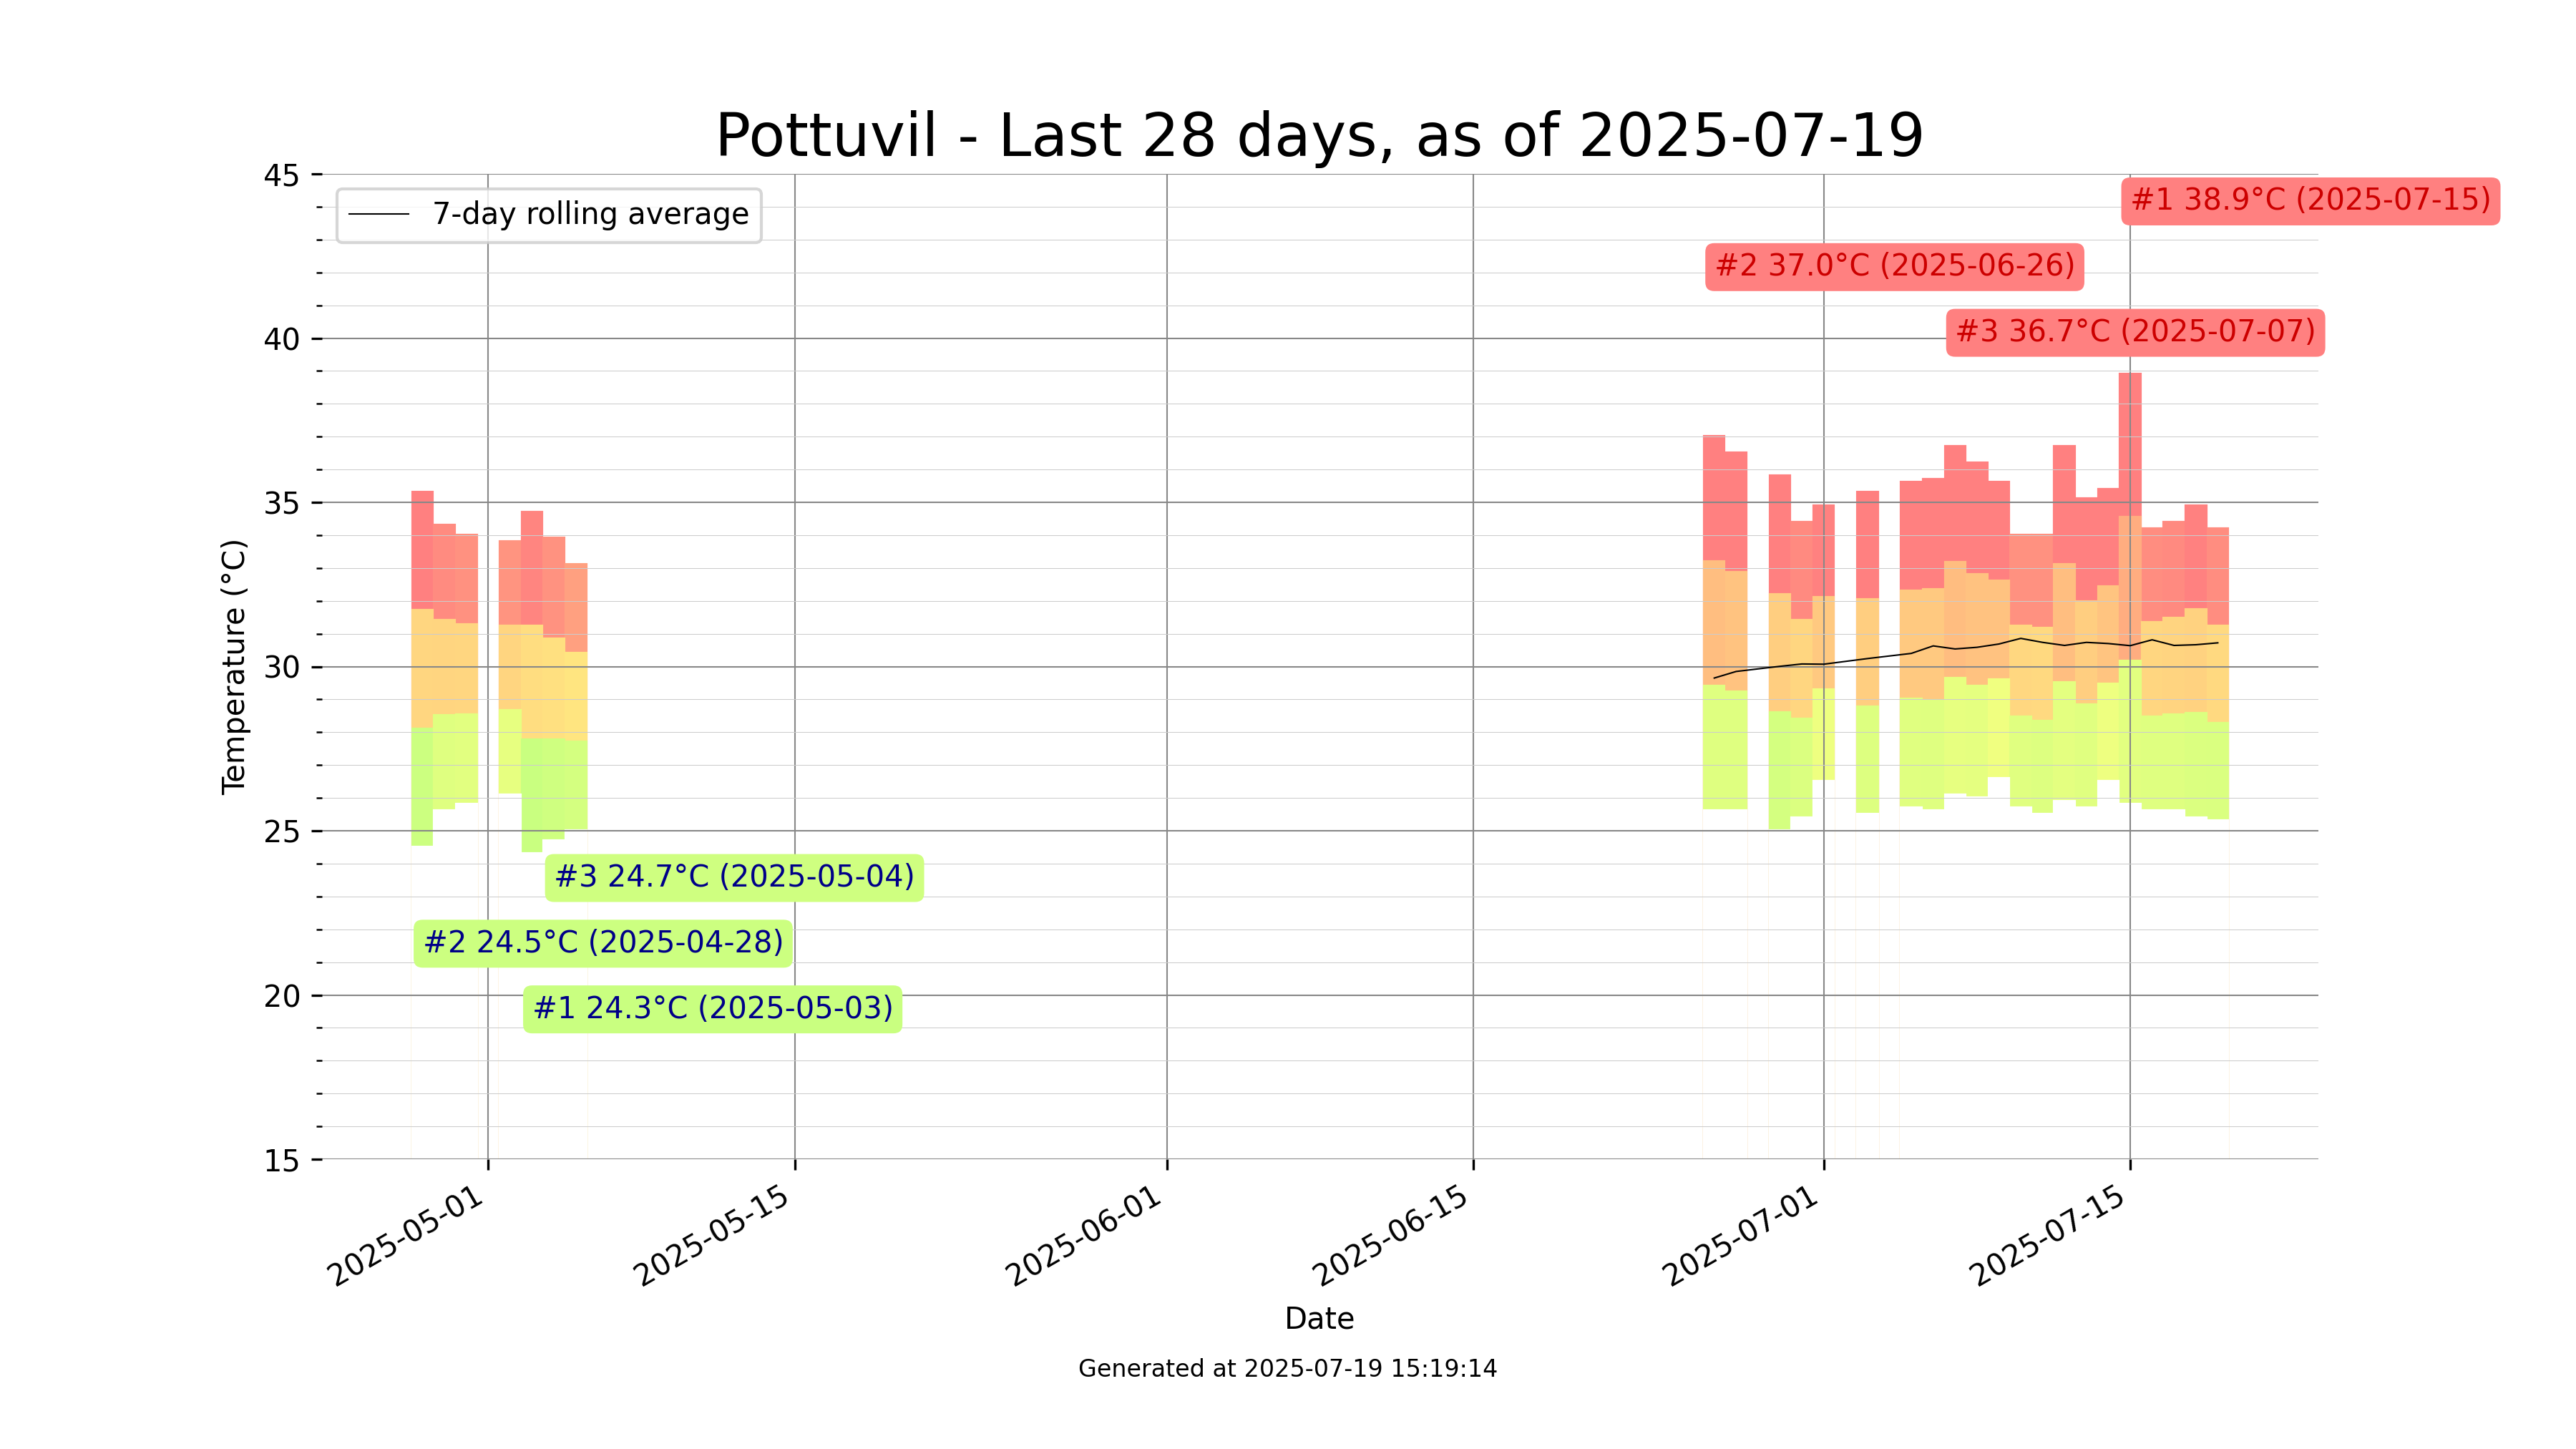 Pottuvil - Last 28 days, as of 2025-07-19
45
7-day rolling average
#1 38.9°C (2025-07-15)
#2 37.0°C (2025-06-26)
#3 36.7°C (2025-07-07)
40
35
30
25
20
15
Temperature (°C)
#3 24.7°C (2025-05-04)
#2 24.5°C (2025-04-28)
#1 24.3°C (2025-05-03)
2025-05-01
2025-05-15
2025-06-01
2025-06-15
2025-07-01
2025-07-15
Date
Generated at 2025-07-19 15:19:14